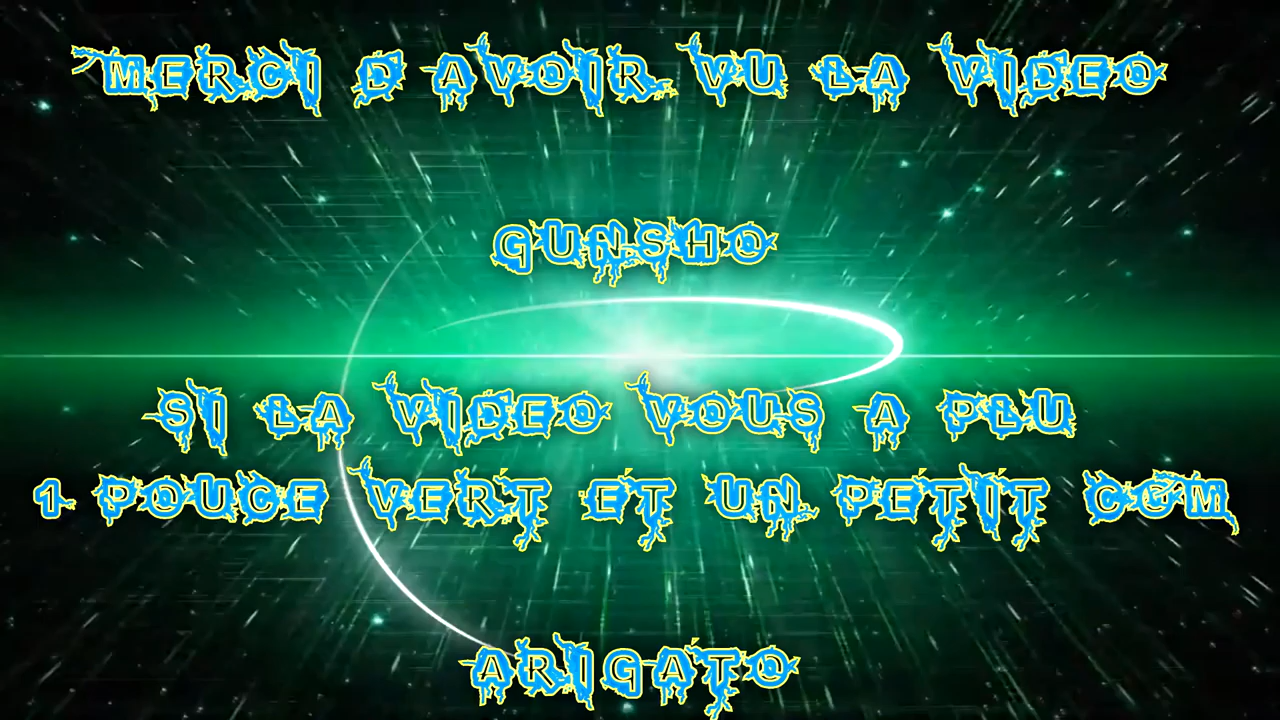 MERCI D AVOIR VU LA VIDEO
GUNSHO
SI LA VIDEO VOUS A PLU
1 POUCE VERT ET UN PETIT COM
ARIGATO